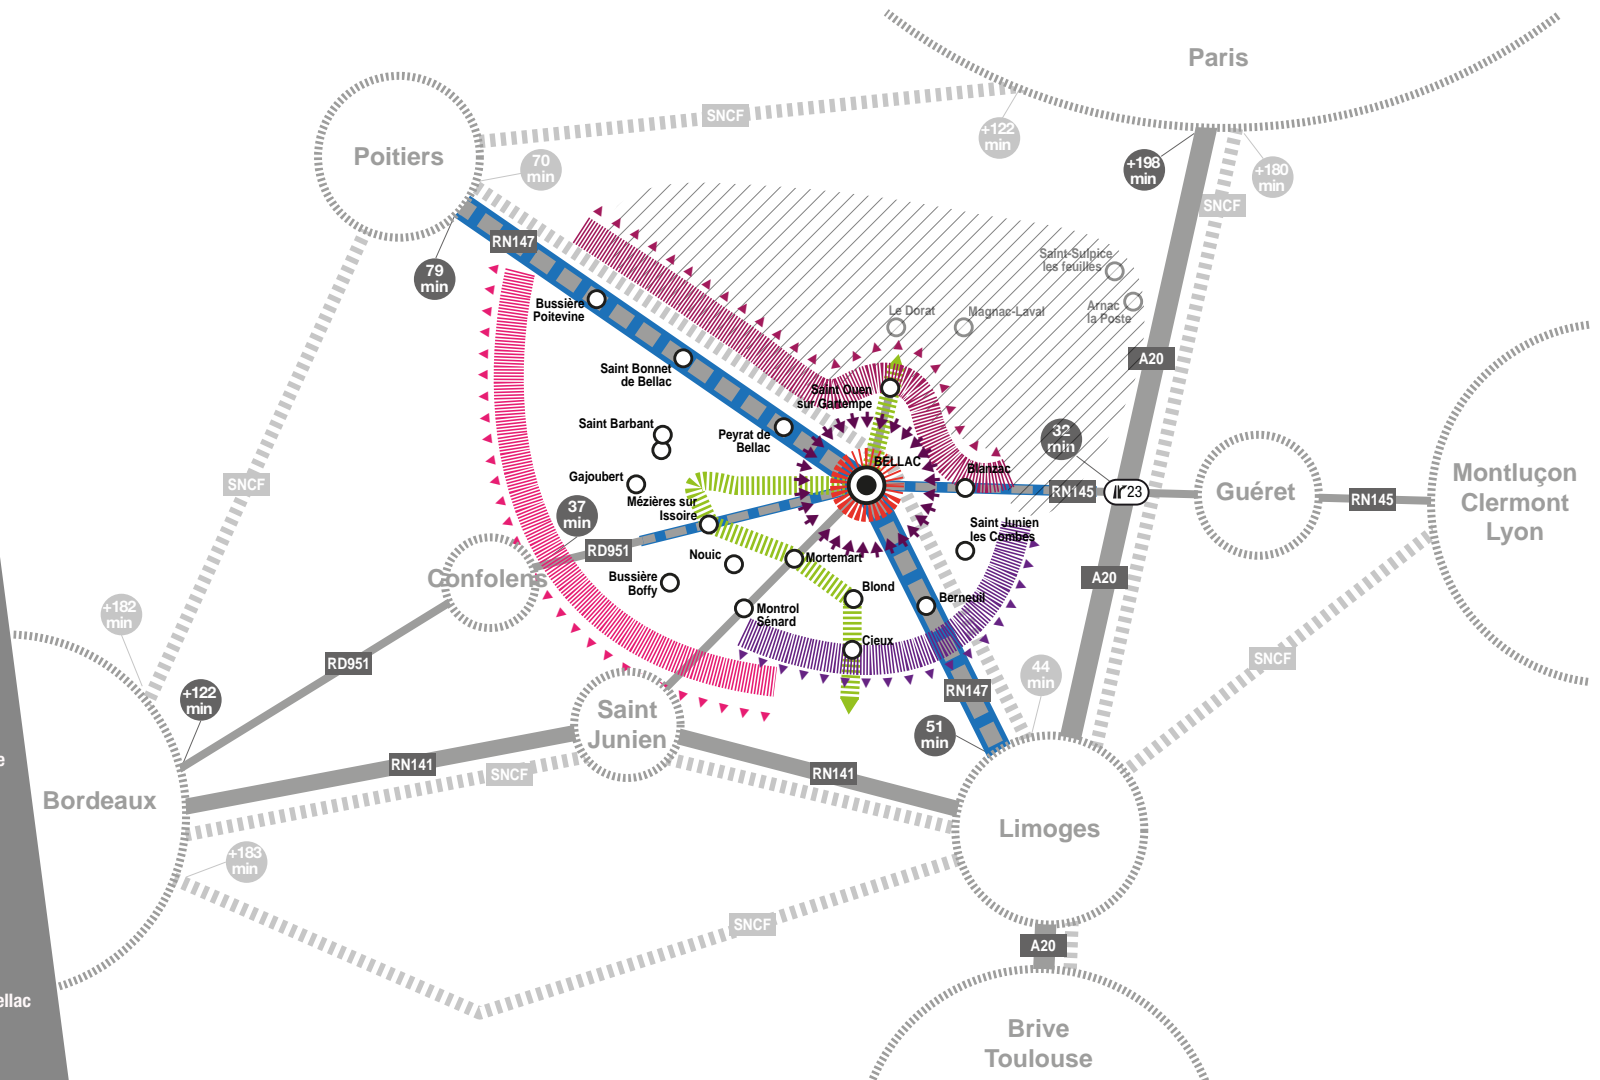 Paris
SNCF
+122
min
Poitiers
70
min
+198
min
+180
min
SNCF
RN147
79
min
Saint-Sulpice
les feuilles
Arnac
la Poste
Le Dorat
Magnac-Laval
Bussière
Poitevine
A20
Saint Bonnet
de Bellac
Saint Ouen
sur Gartempe
Saint Barbant
Peyrat de
Bellac
32
min
BELLAC
Blanzac
SNCF
Gajoubert
RN145
23
Guéret
RN145
Montluçon
Clermont
Lyon
Mézières sur
Issoire
37
min
RD951
Saint Junien
les Combes
Nouic
Mortemart
Confolens
Bussière
Boffy
A20
Blond
Berneuil
+182
min
Montrol
Sénard
Cieux
RD951
SNCF
+122
min
44
min
RN147
Saint
Junien
51
min
RN141
SNCF
RN141
e
Bordeaux
Limoges
+183
min
SNCF
A20
ellac
Brive
Toulouse